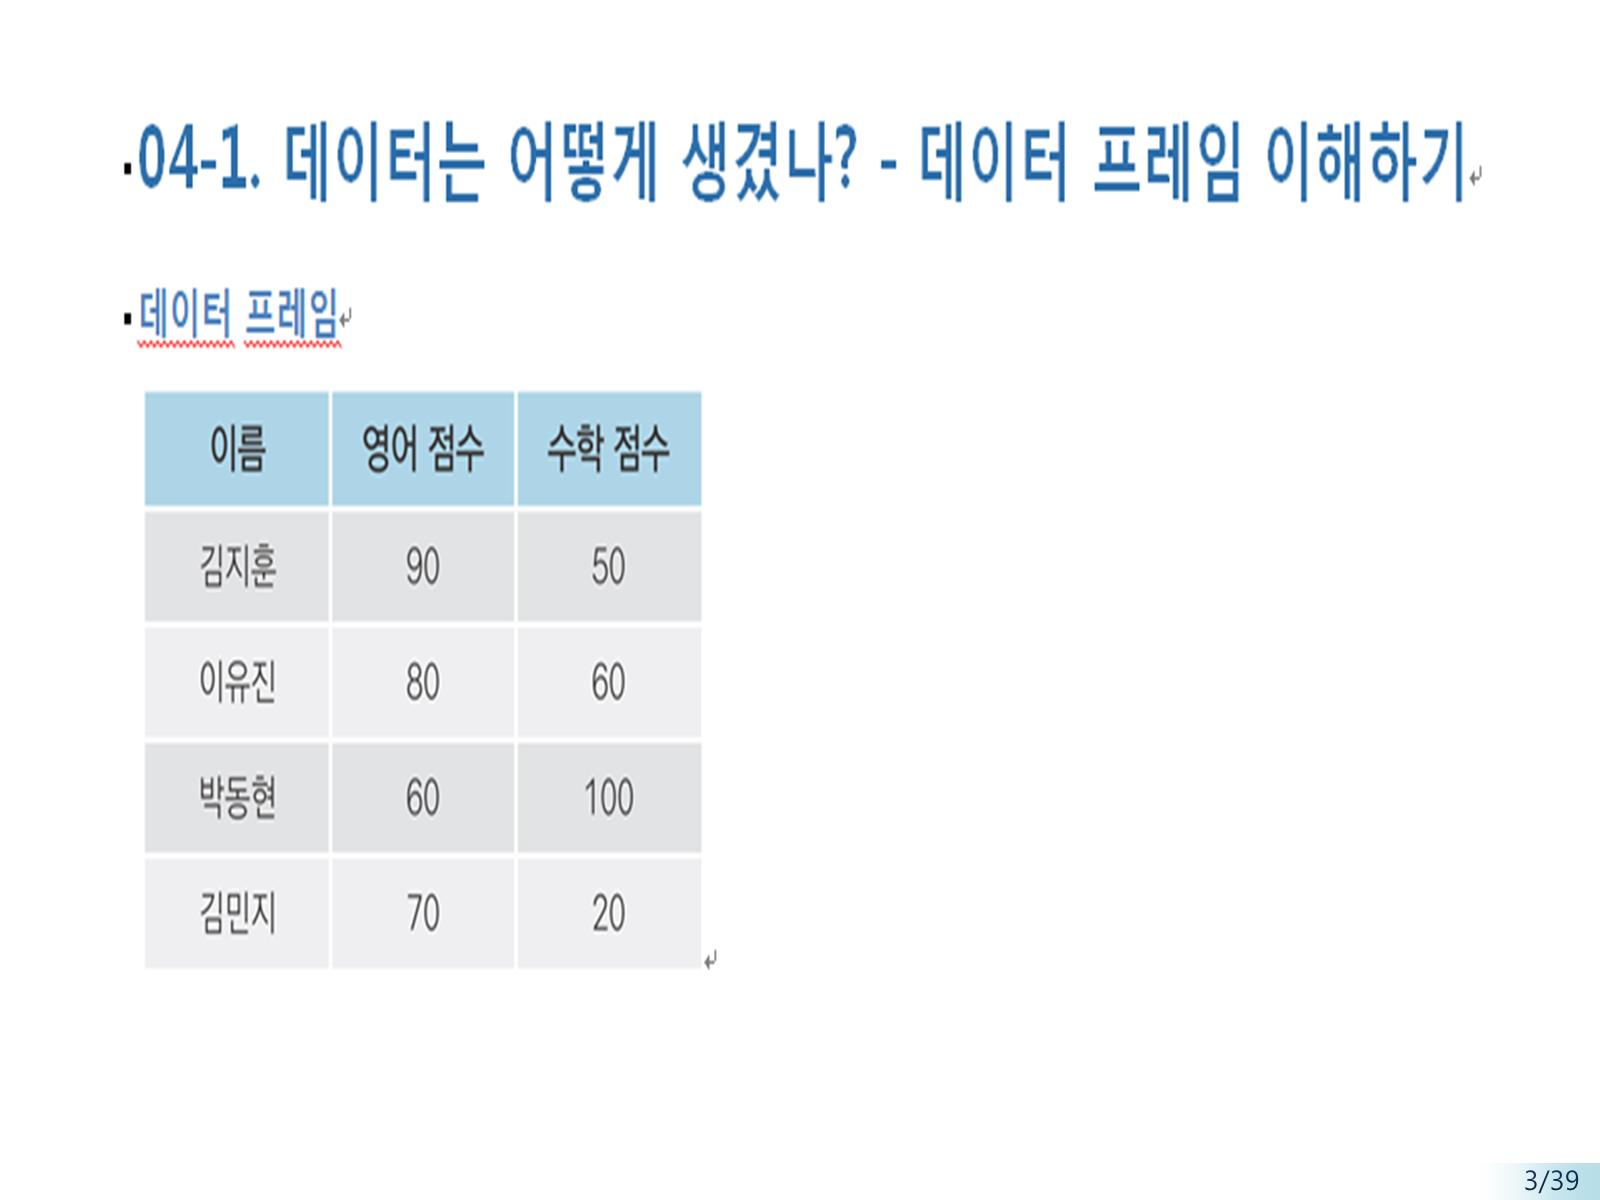 04-1. 데이터는 어떻게 생겼나? - 데이터 프레임 이해하기
데이터 프레임
이름 영어 점수 수학 점수
김지훈 90 50
이유진 80 60
박동현 60 100
김민지 70 20
3/39